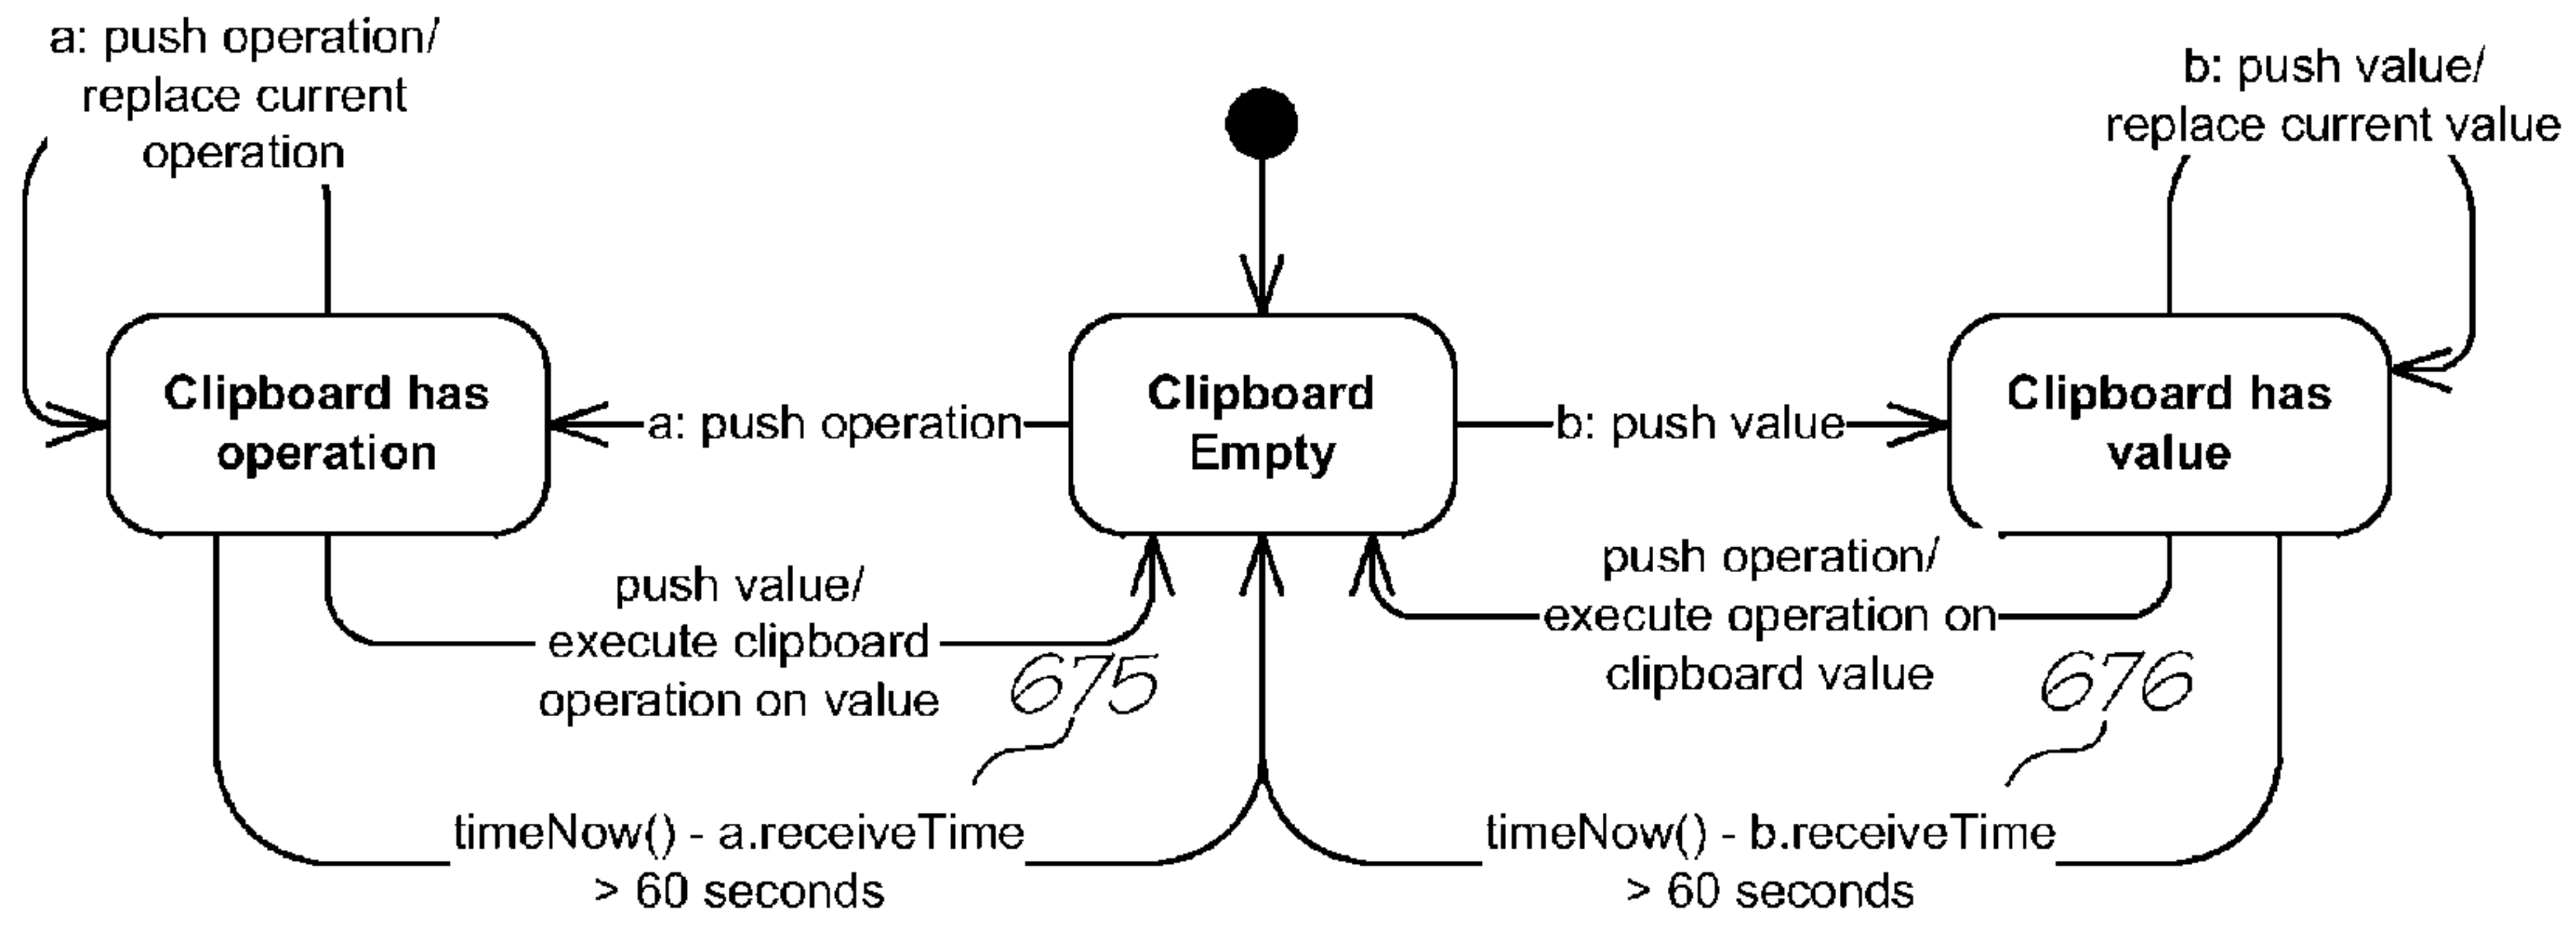 a: push operation/
replace current
operation
b: push value/
replace current value
Clipboard has
operation
a: push operation
Clipboard
Empty
b: push value
Clipboard has
value
push value/
execute clipboard
operation on value
675
push operation/
execute operation on
clipboard value
676
timeNow() - a.receiveTime
> 60 seconds
timeNow() - b.receiveTime
> 60 seconds